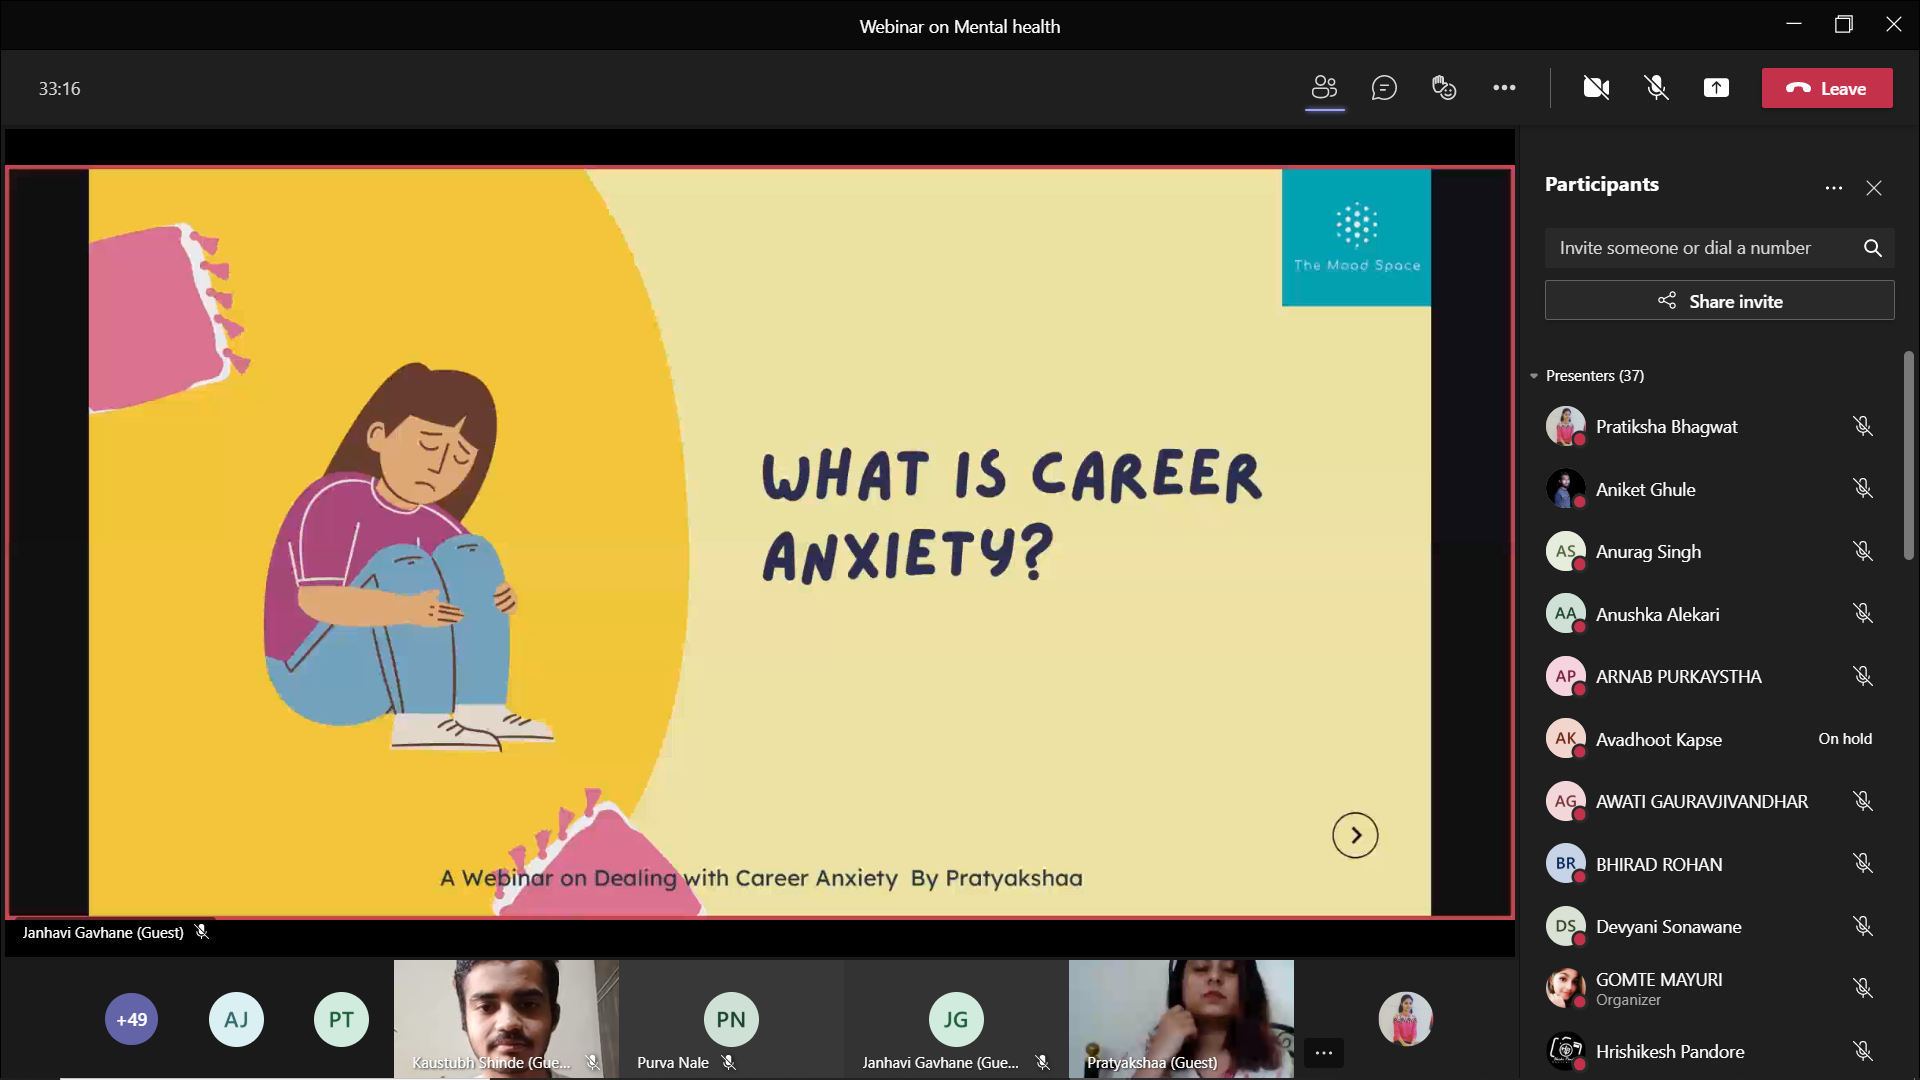 Webinar on Mental health
33:16
Leave
The Mood Space
WHAT IS CAREER
ANXIETY?
A Webinar on Dealing with Career Anxiety By Pratyakshaa
Janhavi Gavhane (Guest)
+49
AJ
PT
Kaustubh Shinde (Gue...
PN
Purva Nale
JG
Janhavi Gavhane (Gue...
Pratyakshaa (Guest)
Participants
Invite someone or dial a number
Share invite
Presenters (37)
Pratiksha Bhagwat
Aniket Ghule
AS Anurag Singh
AA Anushka Alekari
AP ARNAB PURKAYSTHA
AK Avadhoot Kapse On hold
AG AWATI GAURAVJIVANDHAR
BR BHIRAD ROHAN
DS Devyani Sonawane
GOMTE MAYURI
Organizer
Hrishikesh Pandore